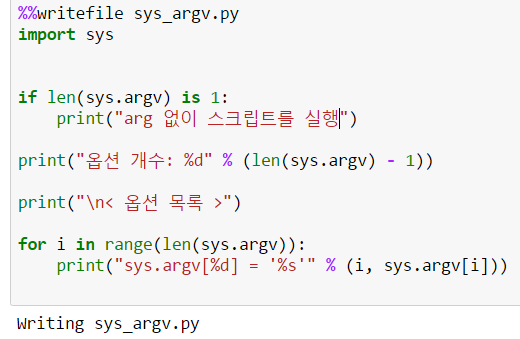 %%writefile sys_argv.py
import sys
if len(sys.argv) is 1:
    print("arg 없이 스크립트를 실행")
print("옵션 개수: %d" % (len(sys.argv) - 1))
print("\n< 옵션 목록 >")
for i in range(len(sys.argv)):
    print("sys.argv[%d] = '%s'" % (i, sys.argv[i]))
Writing sys_argv.py